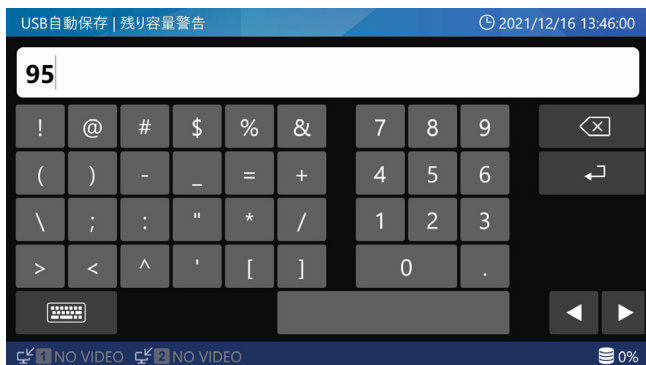 USB自動保存 | 残り容量警告 2021/12/16 13:46:00
95
! @ # $ % & 7 8 9
( ) - _ = + 4 5 6
\ ; : " * / 1 2 3
> < ^ ' [ ] 0 .
1 NO VIDEO 2 NO VIDEO 0%